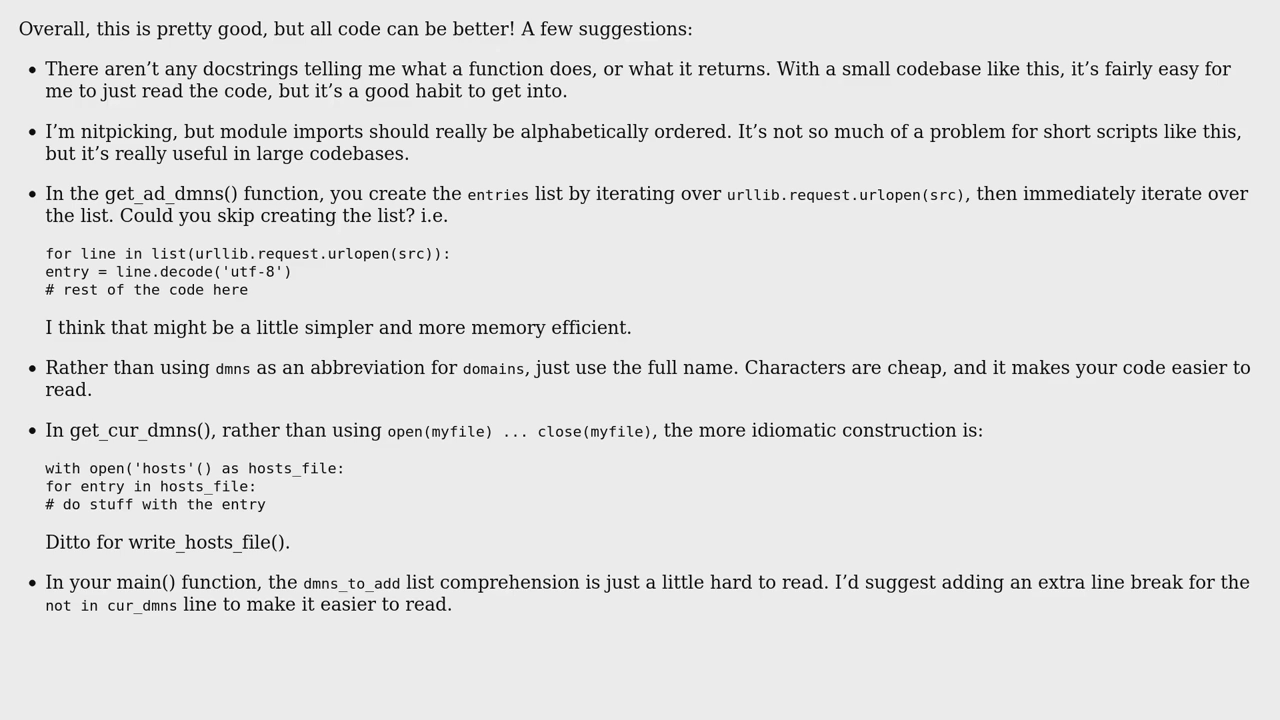 Overall, this is pretty good, but all code can be better! A few suggestions:
• There aren’t any docstrings telling me what a function does, or what it returns. With a small codebase like this, it’s fairly easy for
me to just read the code, but it’s a good habit to get into.
• I’m nitpicking, but module imports should really be alphabetically ordered. It’s not so much of a problem for short scripts like this,
but it’s really useful in large codebases.
• In the get_ad_dmns() function, you create the entries list by iterating over urllib.request.urlopen(src), then immediately iterate over
the list. Could you skip creating the list? i.e.
for line in list(urllib.request.urlopen(src)):
entry = line.decode('utf-8')
# rest of the code here
I think that might be a little simpler and more memory efficient.
• Rather than using dmns as an abbreviation for domains, just use the full name. Characters are cheap, and it makes your code easier to
read.
• In get_cur_dmns(), rather than using open(myfile) ... close(myfile), the more idiomatic construction is:
with open('hosts'() as hosts_file:
for entry in hosts_file:
# do stuff with the entry
Ditto for write_hosts_file().
• In your main() function, the dmns_to_add list comprehension is just a little hard to read. I’d suggest adding an extra line break for the
not in cur_dmns line to make it easier to read.